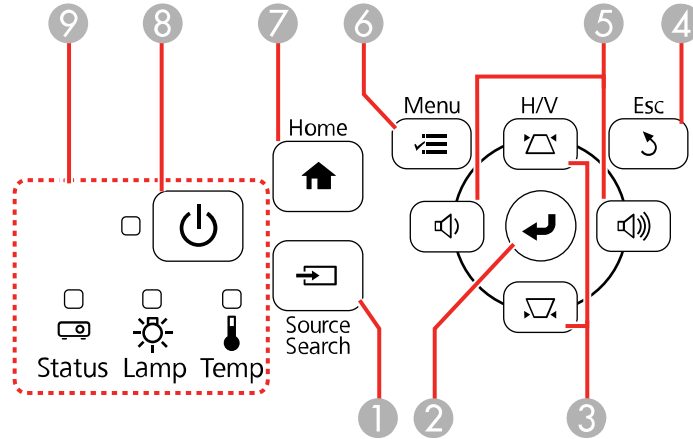 9 8 7 6 5 4
Menu H/V Esc
Home
Source
Search
Status Lamp Temp
1 2 3